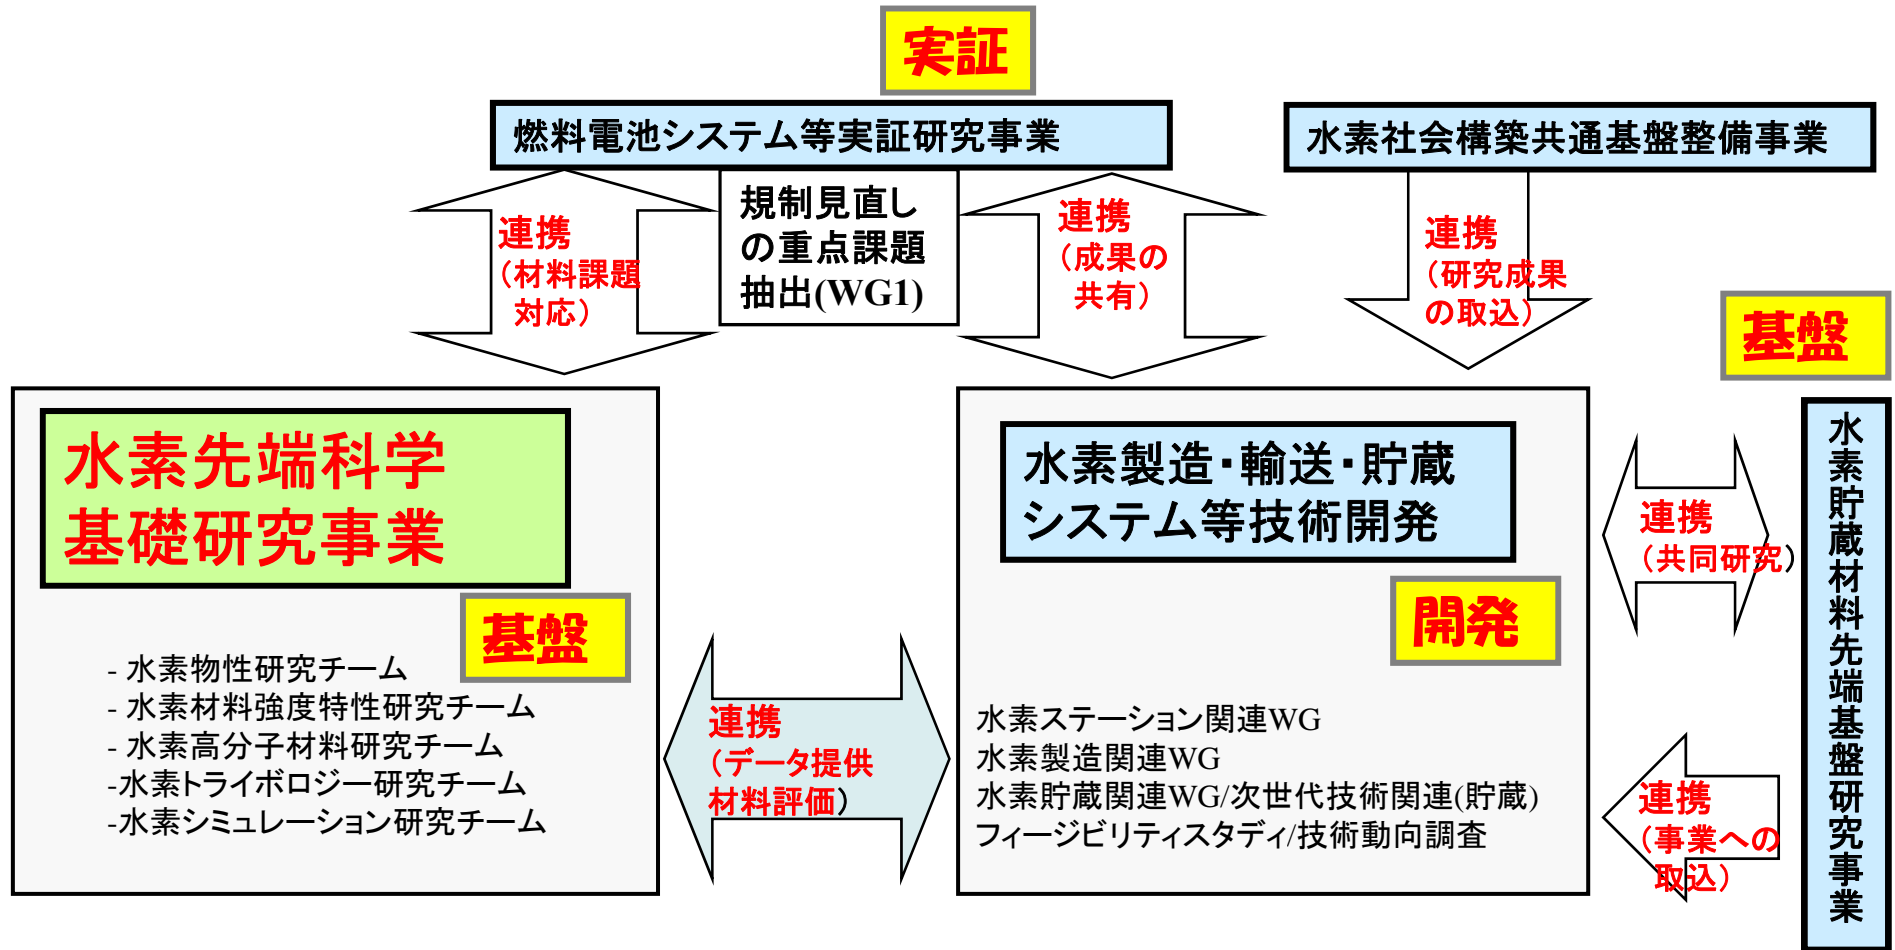 実証
燃料電池システム等実証研究事業
水素社会構築共通基盤整備事業
連携
（材料課題
対応）
規制見直し
の重点課題
抽出(WG1)
連携
（成果の
共有）
連携
（研究成果
の取込）
基盤
水素先端科学
基礎研究事業
基盤
- 水素物性研究チーム
- 水素材料強度特性研究チーム
- 水素高分子材料研究チーム
-水素トライボロジー研究チーム
-水素シミュレーション研究チーム
連携
（データ提供
材料評価）
水素製造・輸送・貯蔵
システム等技術開発
開発
水素ステーション関連WG
水素製造関連WG
水素貯蔵関連WG/次世代技術関連(貯蔵)
フィージビリティスタディ/技術動向調査
連携
（共同研究）
連携
（事業への
取込）
水素貯蔵材料先端基盤研究事業